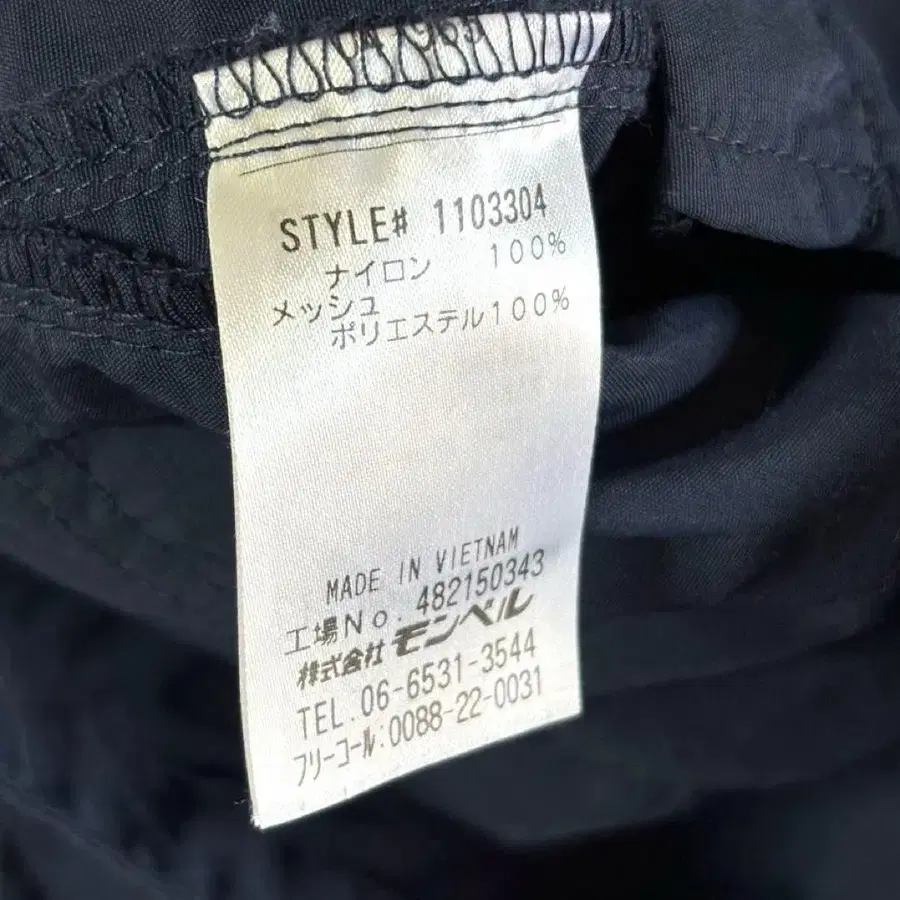 STYLE# 1103304
ナイロン 100%
メッシュ
ポリエステル100%
MADE IN VIETNAM
工場No. 482150343
株式会社 モンベル
TEL.06-6531-3544
フリーコール:0088-22-0031